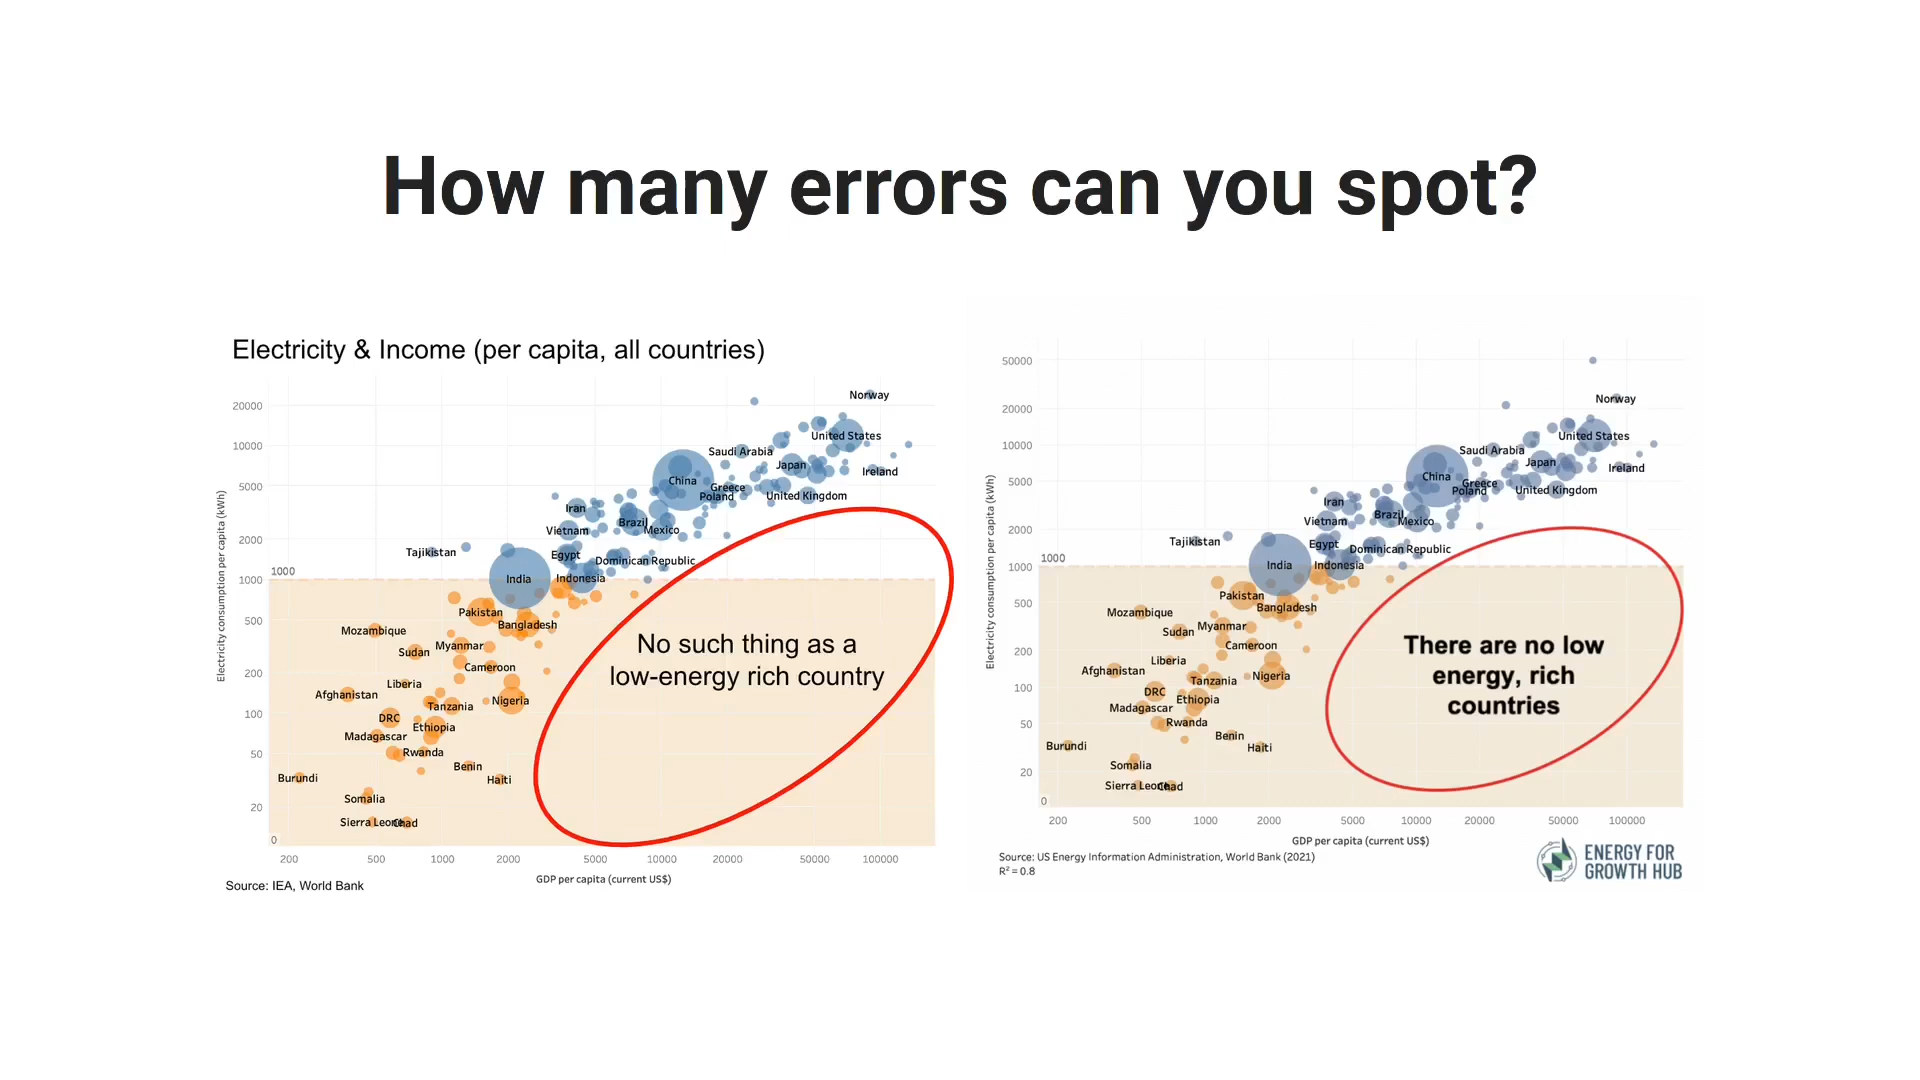 How many errors can you spot?
Electricity & Income (per capita, all countries)
Electricity consumption per capita (kWh)
20000
10000
5000
2000
1000
500
200
100
50
20
1000
0
Norway
United States
Saudi Arabia
Japan
Ireland
China
Greece
Poland
United Kingdom
Iran
Brazil
Vietnam
Mexico
Tajikistan
Egypt
Dominican Republic
India
Indonesia
Pakistan
Bangladesh
Mozambique
Sudan
Myanmar
Cameroon
Liberia
Afghanistan
Nigeria
Tanzania
DRC
Ethiopia
Madagascar
Rwanda
Benin
Burundi
Haiti
Somalia
Sierra Leone
Chad
No such thing as a
low-energy rich country
200
500
1000
2000
5000
10000
20000
50000
100000
GDP per capita (current US$)
Source: IEA, World Bank
Electricity consumption per capita (kWh)
50000
20000
10000
5000
2000
1000
500
200
100
50
20
1000
0
Norway
United States
Saudi Arabia
Japan
Ireland
China
Greece
Poland
United Kingdom
Iran
Brazil
Vietnam
Mexico
Tajikistan
Egypt
Dominican Republic
India
Indonesia
Pakistan
Bangladesh
Mozambique
Sudan
Myanmar
Cameroon
Liberia
Afghanistan
Nigeria
Tanzania
DRC
Ethiopia
Madagascar
Rwanda
Benin
Burundi
Haiti
Somalia
Sierra Leone
Chad
There are no low
energy, rich
countries
200
500
1000
2000
5000
10000
20000
50000
100000
GDP per capita (current US$)
Source: US Energy Information Administration, World Bank (2021)
R² = 0.8
ENERGY FOR
GROWTH HUB